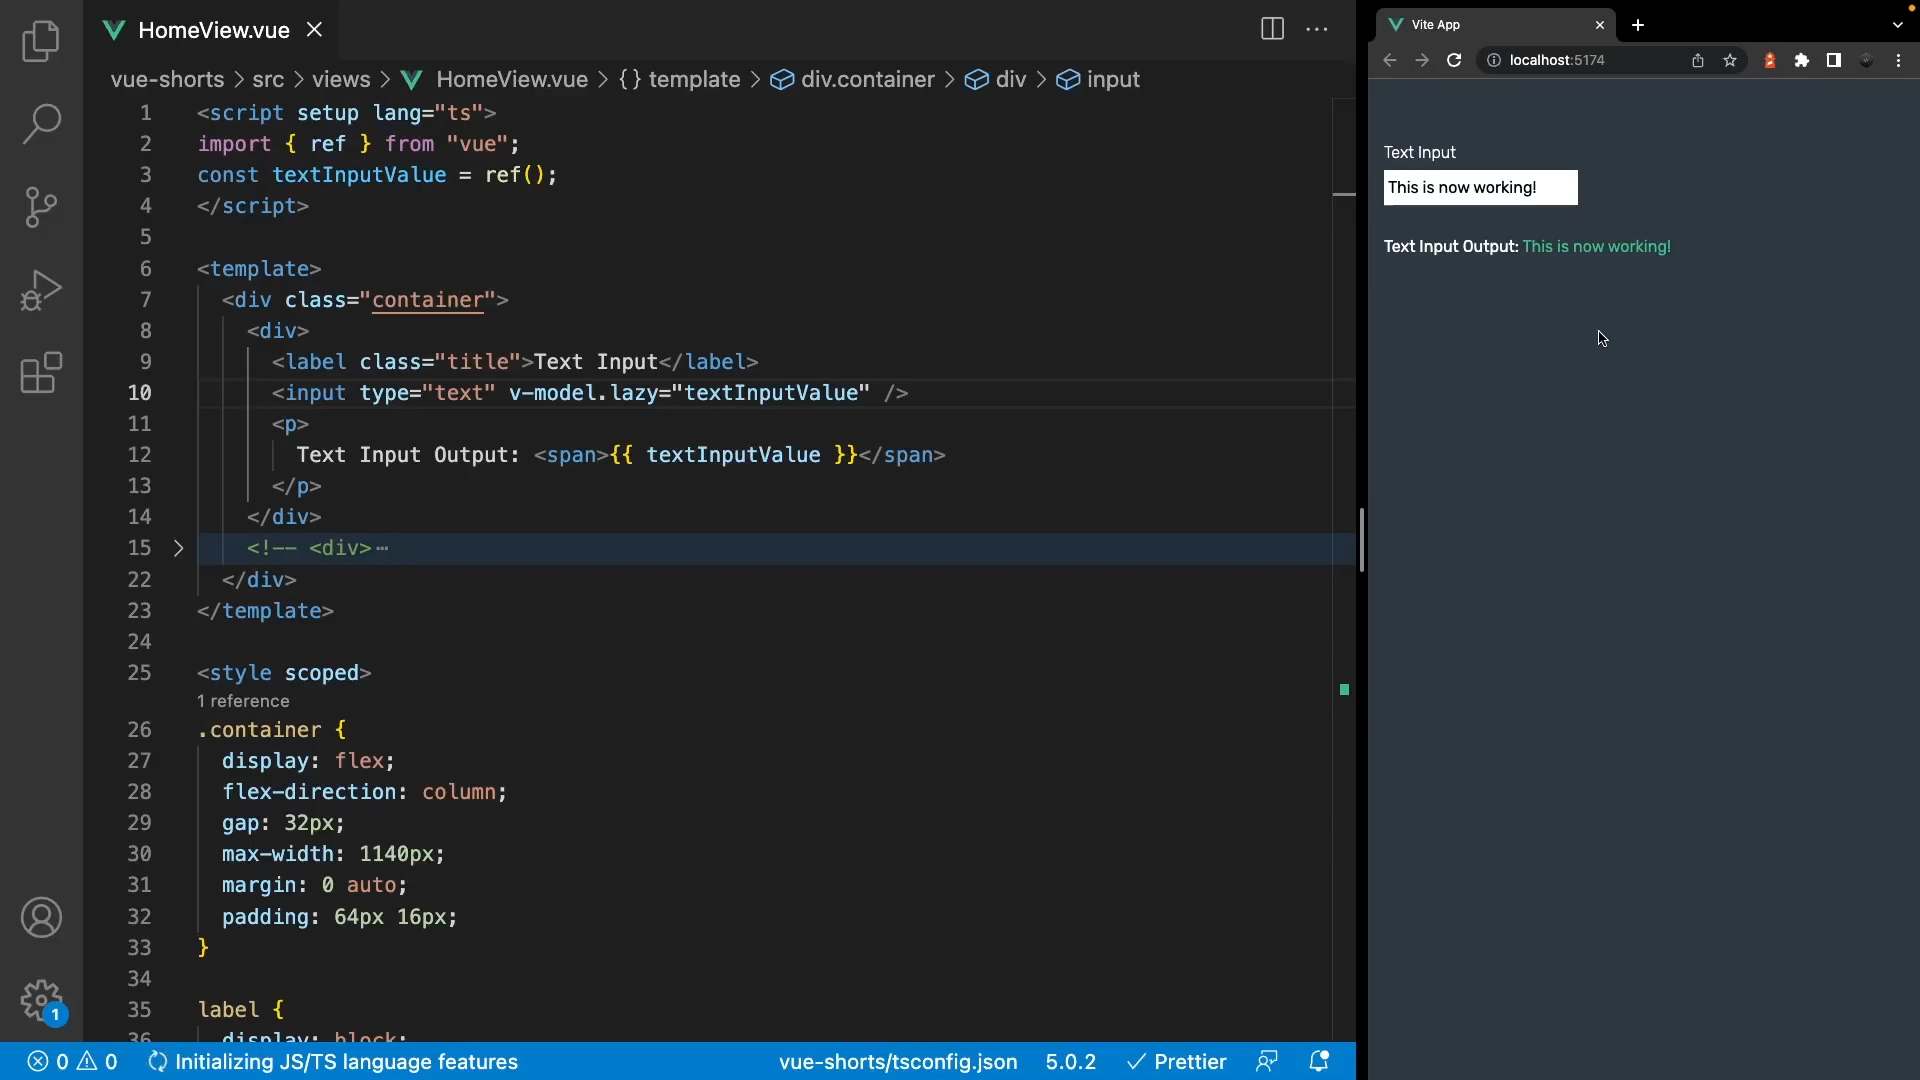 HomeView.vue
Vite App
localhost:5174
vue-shorts > src > views > HomeView.vue > {} template > div.container > div > input
1 <script setup lang="ts">
2 import { ref } from "vue";
3 const textInputValue = ref();
4 </script>
5
6 <template>
7 <div class="container">
8 <div>
9 <label class="title">Text Input</label>
10 <input type="text" v-model.lazy="textInputValue" />
11 <p>
12 Text Input Output: <span>{{ textInputValue }}</span>
13 </p>
14 </div>
15 <!-- <div>⋯
22 </div>
23 </template>
24
25 <style scoped>
1 reference
26 .container {
27 display: flex;
28 flex-direction: column;
29 gap: 32px;
30 max-width: 1140px;
31 margin: 0 auto;
32 padding: 64px 16px;
33 }
34
35 label {
36 display: block;
1
0 0 Initializing JS/TS language features vue-shorts/tsconfig.json 5.0.2 Prettier
Text Input
This is now working!
Text Input Output: This is now working!